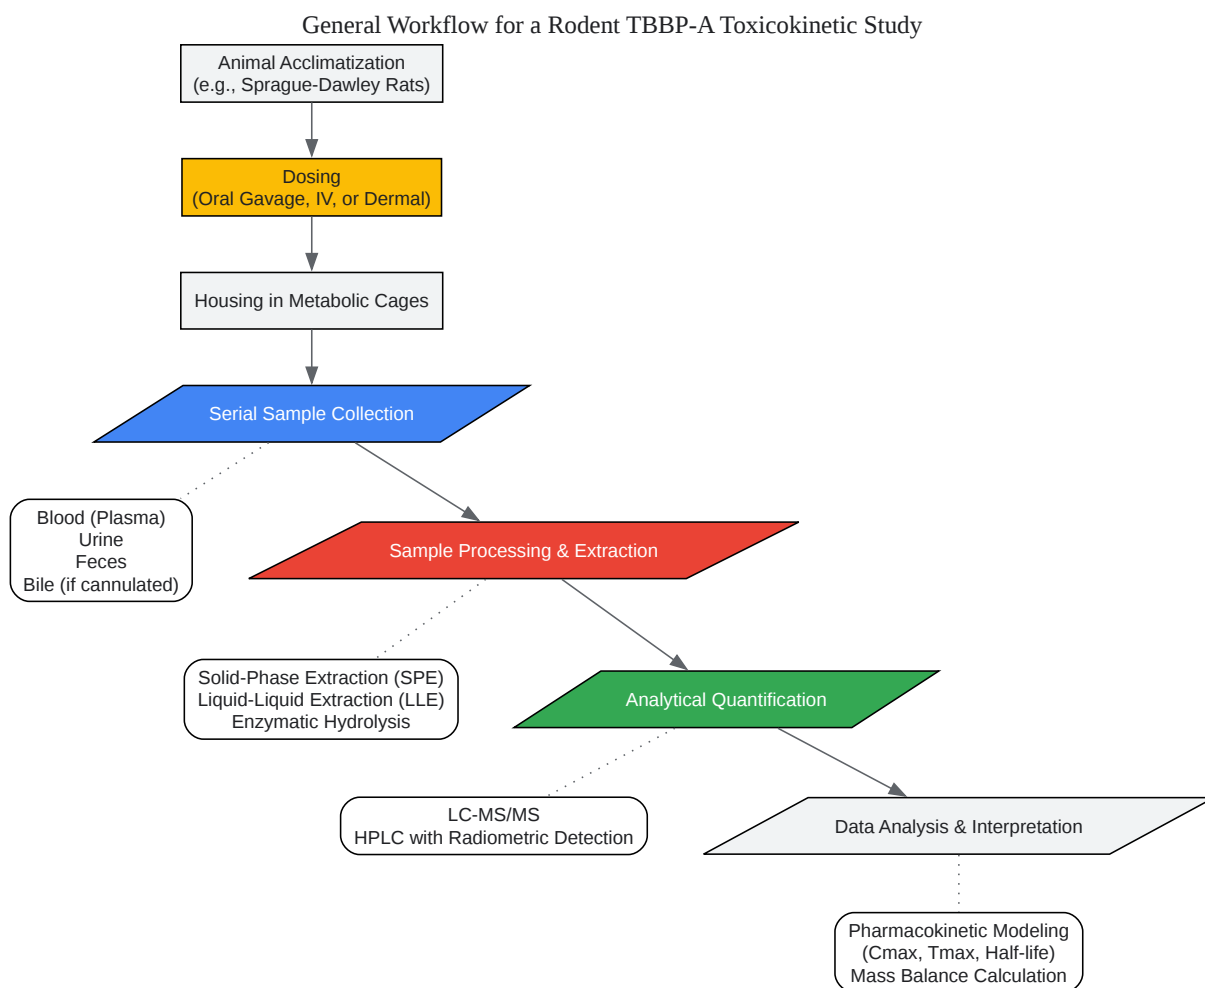 General Workflow for a Rodent TBBP-A Toxicokinetic Study
Animal Acclimatization
(e.g., Sprague-Dawley Rats)
Dosing
(Oral Gavage, IV, or Dermal)
Housing in Metabolic Cages
Serial Sample Collection
Blood (Plasma)
Urine
Feces
Bile (if cannulated)
Sample Processing & Extraction
Solid-Phase Extraction (SPE)
Liquid-Liquid Extraction (LLE)
Enzymatic Hydrolysis
Analytical Quantification
LC-MS/MS
HPLC with Radiometric Detection
Data Analysis & Interpretation
Pharmacokinetic Modeling
(Cmax, Tmax, Half-life)
Mass Balance Calculation